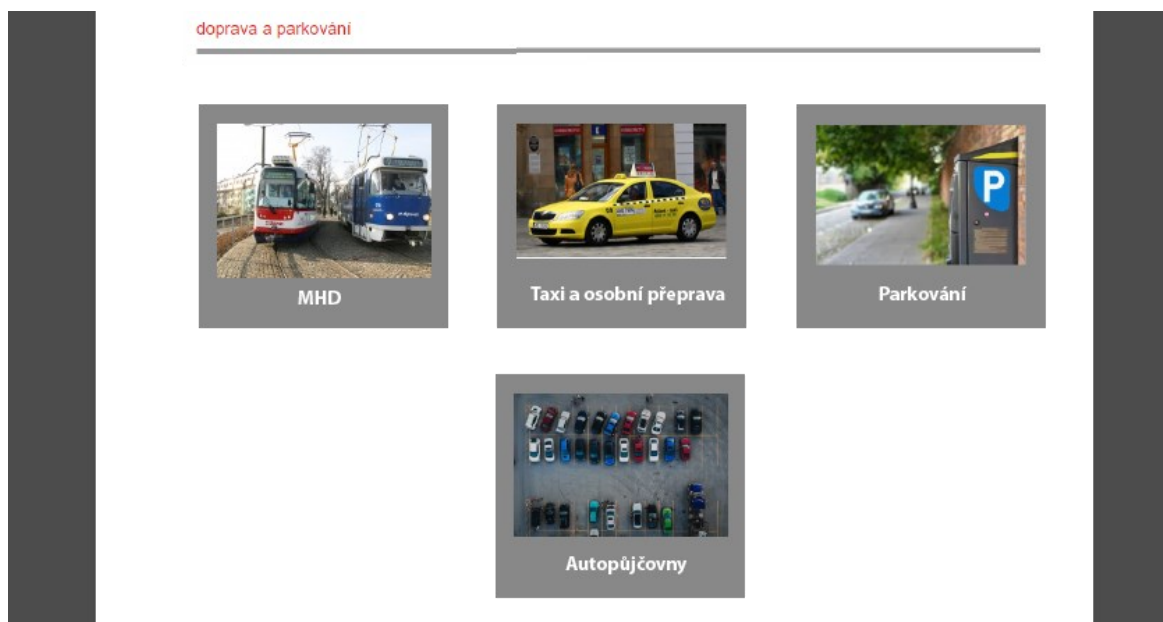 doprava a parkování
MHD
Taxi a osobní přeprava
Parkování
P
Autopůjčovny